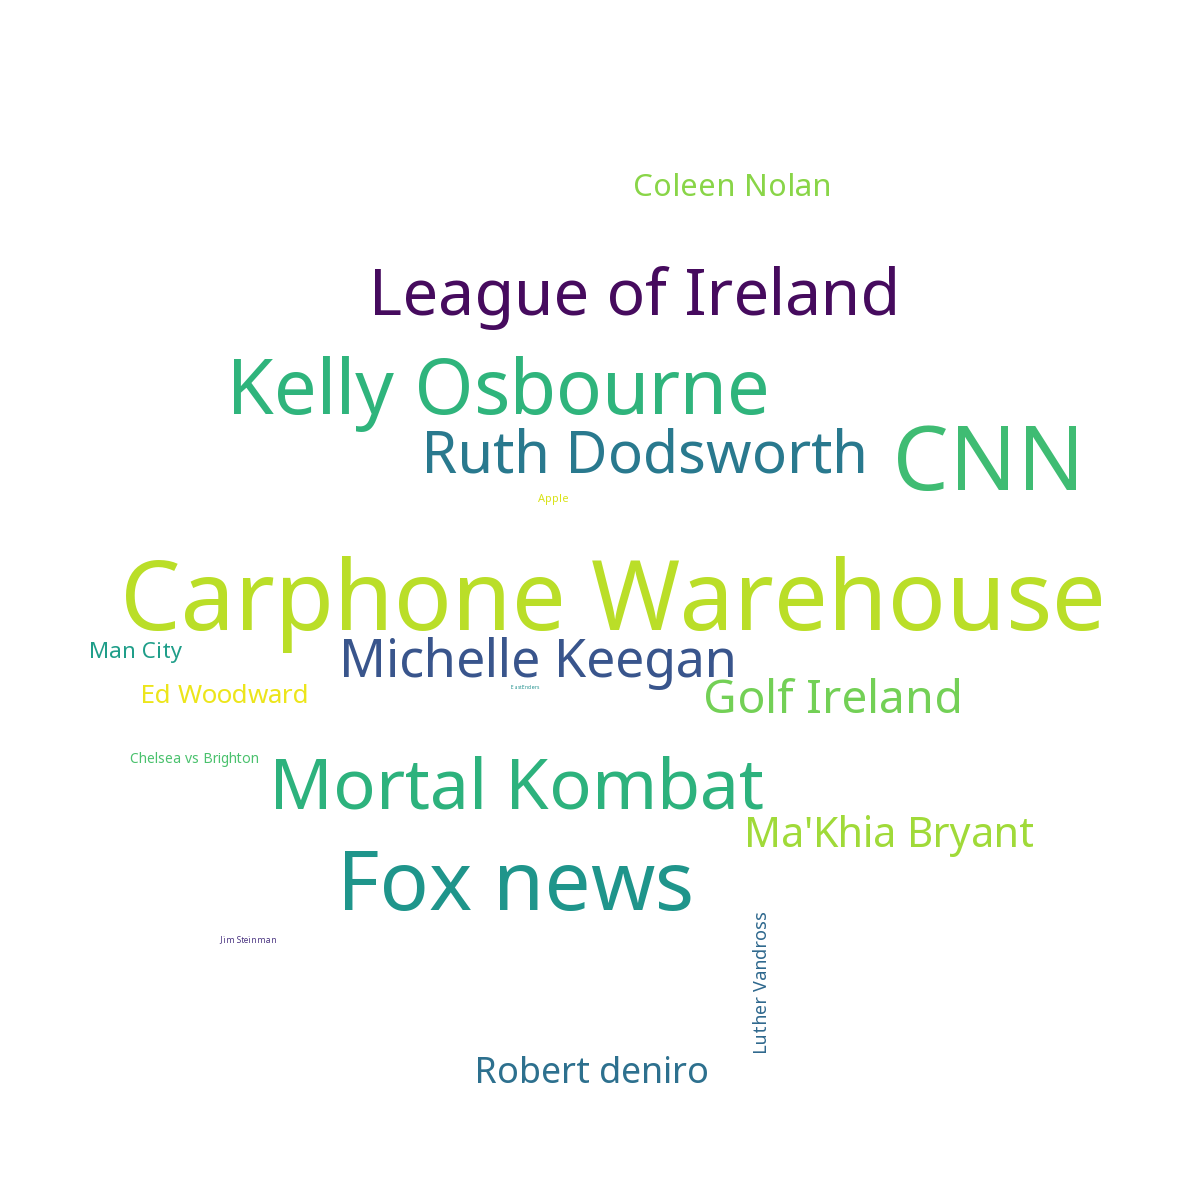 Coleen Nolan
League of Ireland
Kelly Osbourne
Ruth Dodsworth
CNN
Apple
Carphone Warehouse
Man City
Michelle Keegan
EastEnders
Ed Woodward
Golf Ireland
Chelsea vs Brighton
Mortal Kombat
Ma'Khia Bryant
Fox news
Jim Steinman
Luther Vandross
Robert deniro